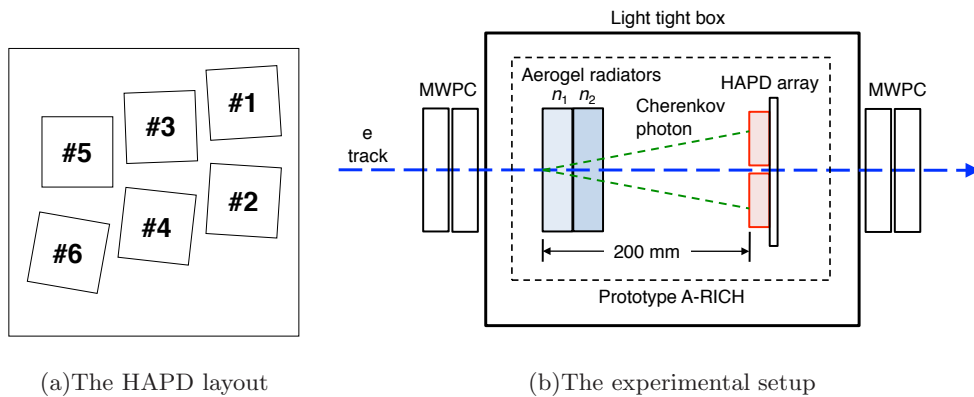 #1
#3
#5
#2
#4
#6
(a)The HAPD layout
Light tight box
Aerogel radiators
HAPD array
MWPC
n1 n2
MWPC
Cherenkov
photon
e
track
200 mm
Prototype A-RICH
(b)The experimental setup